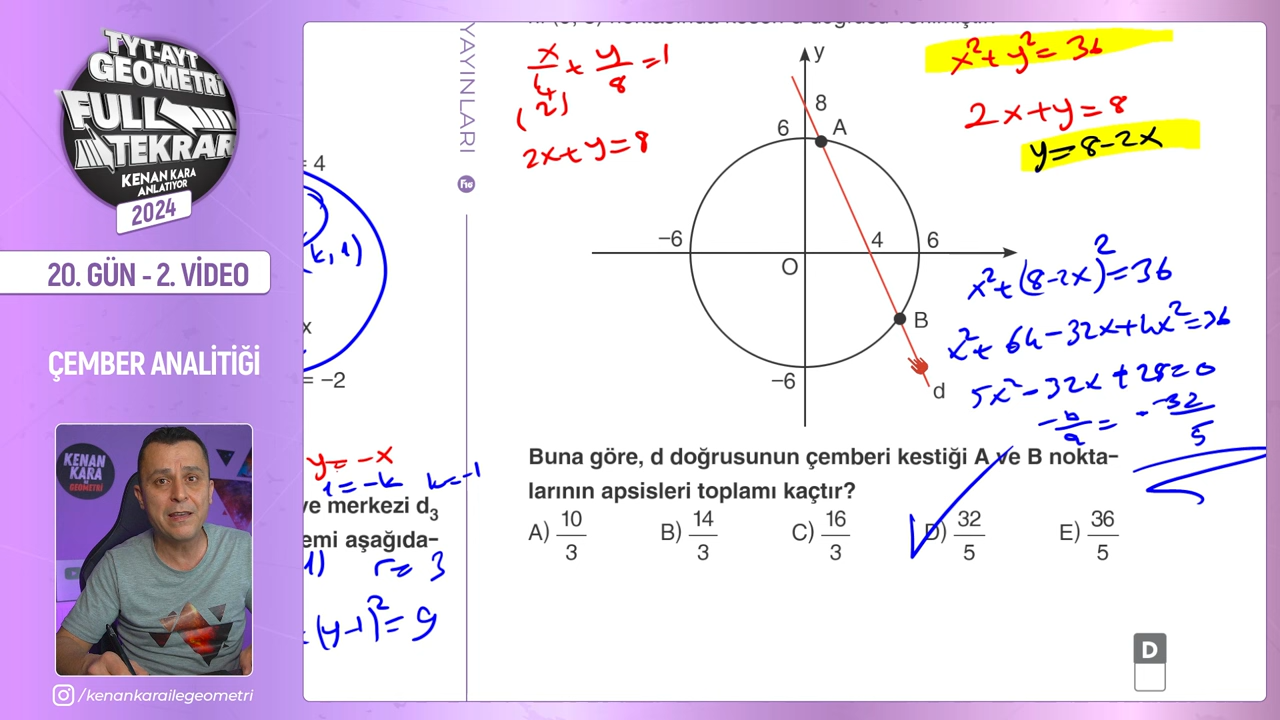 TYT-AYT
GEOMETRİ
FULL
TEKRAR
KENAN KARA
ANLATIYOR
2024
20. GÜN - 2. VİDEO
ÇEMBER ANALİTİĞİ
KENAN
KARA
GEOMETRİ
/kenankarailegeometri
= 4
(k, 1)
x
= -2
y = -x
1 = -k k = -1
ve merkezi d3
emi aşağıda-
1) r = 3
(y-1)² = 9
YAYINLARI
x/4 + y/8 = 1
(2)
2x+y=8
x²+y²=36
2x+y=8
y=8-2x
y
8
6
A
-6
4
6
O
B
-6
d
x²+(8-2x)²=36
x²+64-32x+4x²=36
5x²-32x+28=0
-b/a = - -32/5
Buna göre, d doğrusunun çemberi kestiği A ve B nokta-
larının apsisleri toplamı kaçtır?
A) 10/3 B) 14/3 C) 16/3 D) 32/5 E) 36/5
D